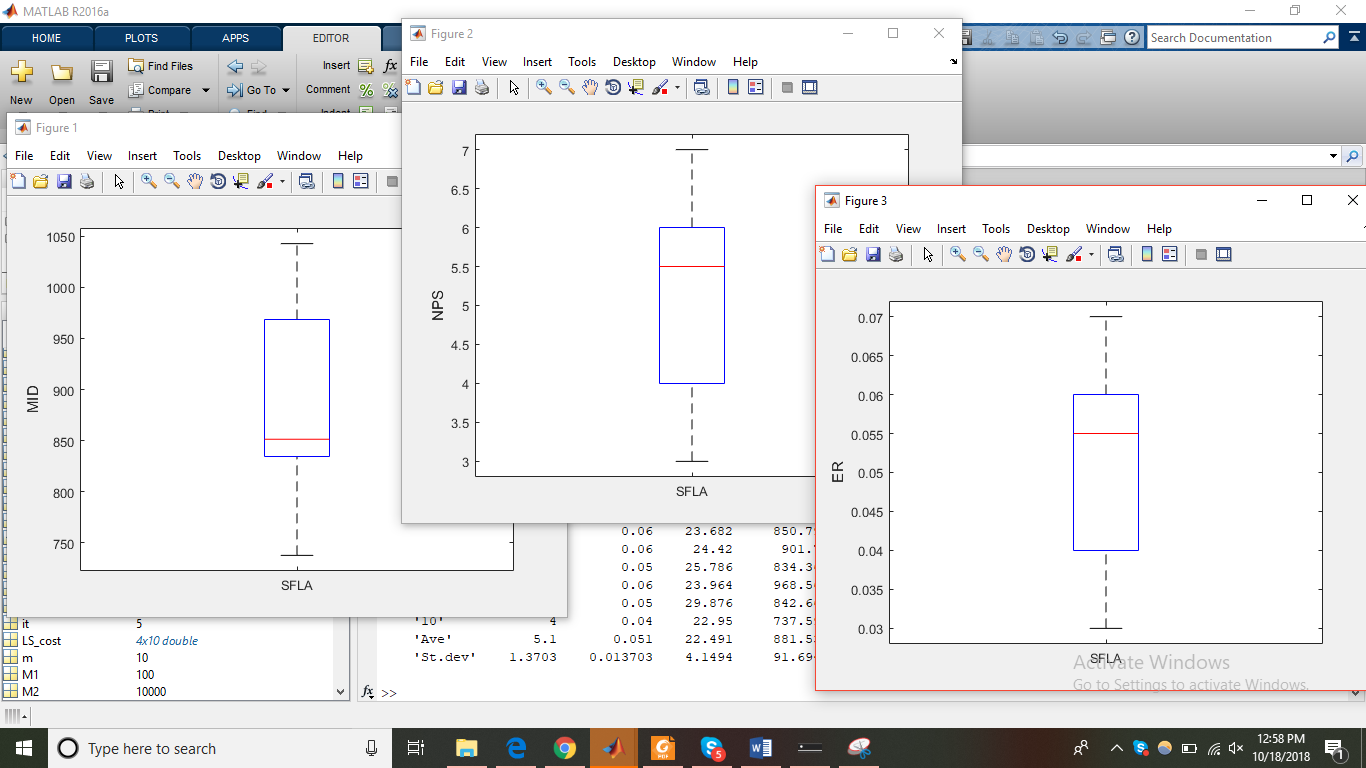 MATLAB R2016a
HOME PLOTS APPS EDITOR
Search Documentation
New Open Save
Find Files
Compare
Go To
Insert fx
Comment
Figure 2
File Edit View Insert Tools Desktop Window Help
7
6.5
6
5.5
5
4.5
4
3.5
3
NPS
SFLA
Figure 1
File Edit View Insert Tools Desktop Window Help
1050
1000
950
900
850
800
750
MID
SFLA
Figure 3
File Edit View Insert Tools Desktop Window Help
0.07
0.065
0.06
0.055
0.05
0.045
0.04
0.035
0.03
ER
SFLA
0.06 23.682
0.06 24.42
0.05 25.786
0.06 23.964
0.05 29.876
'10' 4 0.04 22.95
'Ave' 5.1 0.051 22.491
'St.dev' 1.3703 0.013703 4.1494
fx >>
it 5
LS_cost 4x10 double
m 10
M1 100
M2 10000
Activate Windows
Go to Settings to activate Windows.
Type here to search
PDF
5
12:58 PM
10/18/2018
1